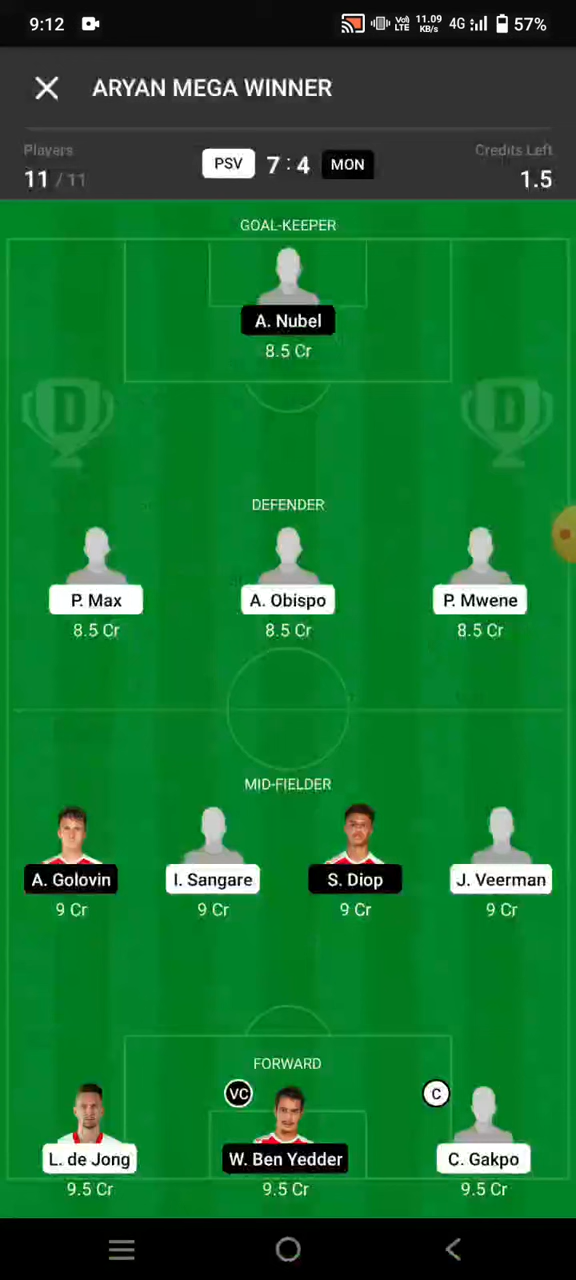 9:12 Vo) LTE 11.09 KB/s 4G 57%
ARYAN MEGA WINNER
Players Credits Left
11 / 11 PSV 7 : 4 MON 1.5
GOAL-KEEPER
A. Nubel
8.5 Cr
D D
DEFENDER
P. Max A. Obispo P. Mwene
8.5 Cr 8.5 Cr 8.5 Cr
MID-FIELDER
A. Golovin I. Sangare S. Diop J. Veerman
9 Cr 9 Cr 9 Cr 9 Cr
FORWARD
VC C
L. de Jong W. Ben Yedder C. Gakpo
9.5 Cr 9.5 Cr 9.5 Cr